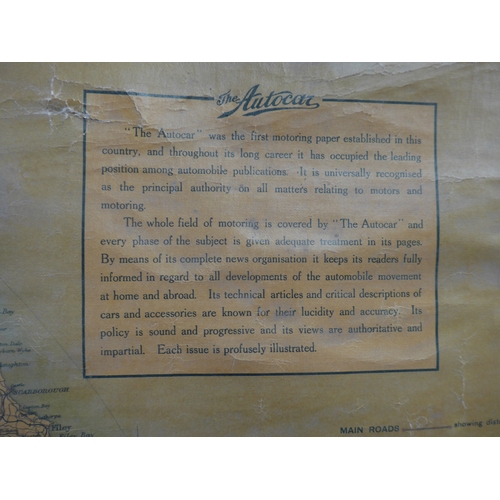 The Autocar
"The Autocar" was the first motoring paper established in this
country, and throughout its long career it has occupied the leading
position among automobile publications. It is universally recognised
as the principal authority on all matters relating to motors and
motoring.
The whole field of motoring is covered by "The Autocar" and
every phase of the subject is given adequate treatment in its pages.
By means of its complete news organisation it keeps its readers fully
informed in regard to all developments of the automobile movement
at home and abroad. Its technical articles and critical descriptions of
cars and accessories are known for their lucidity and accuracy. Its
policy is sound and progressive and its views are authoritative and
impartial. Each issue is profusely illustrated.
SCARBOROUGH
Filey
MAIN ROADS
showing